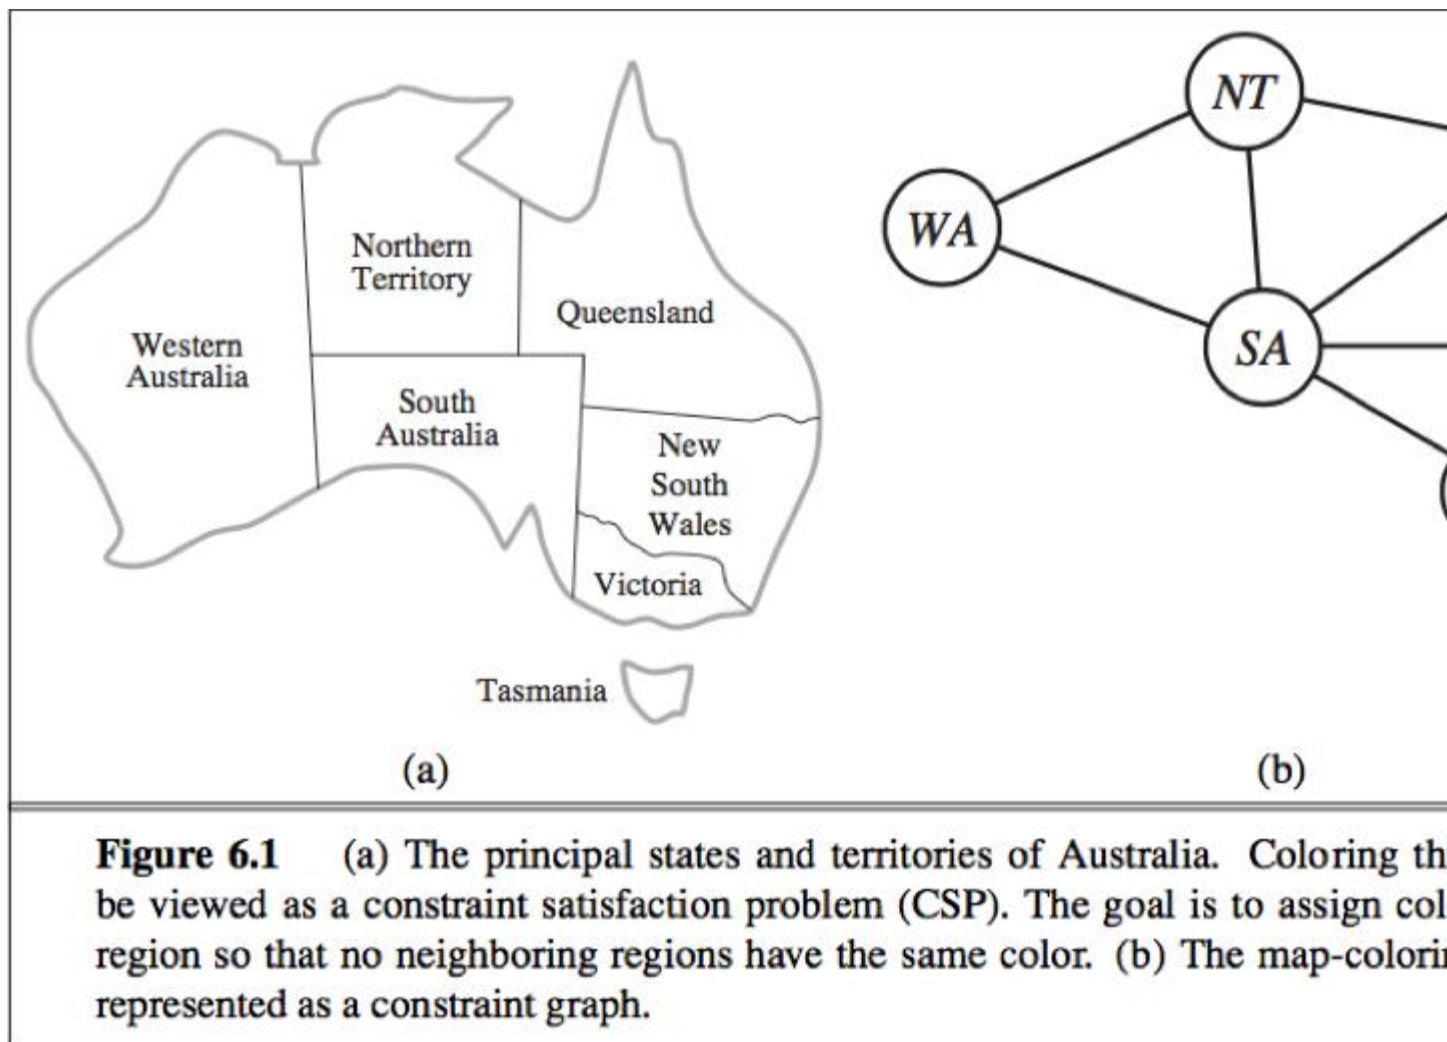 Northern
Territory
Western
Australia
South
Australia
Queensland
New
South
Wales
Victoria
Tasmania
(a)
NT
WA
SA
(b)
Figure 6.1 (a) The principal states and territories of Australia. Coloring th
be viewed as a constraint satisfaction problem (CSP). The goal is to assign col
region so that no neighboring regions have the same color. (b) The map-colorin
represented as a constraint graph.